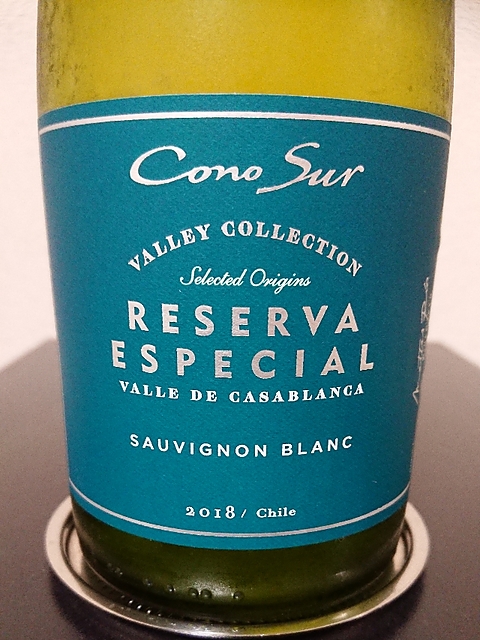 Cono Sur
VALLEY COLLECTION
Selected Origins
RESERVA
ESPECIAL
VALLE DE CASABLANCA
SAUVIGNON BLANC
2018 / Chile